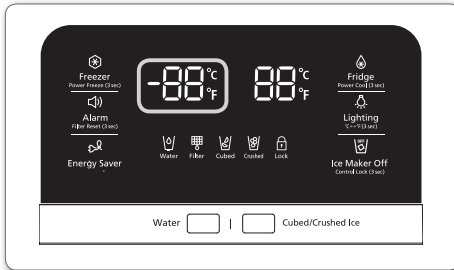 Freezer
Power Freeze (3 sec)
Alarm
Filter Reset (3 sec)
Energy Saver
-88 °C °F
88 °C °F
Water Filter Cubed Crushed Lock
Fridge
Power Cool (3 sec)
Lighting
°C↔°F (3 sec)
OFF
Ice Maker Off
Control Lock (3 sec)
Water | Cubed/Crushed Ice